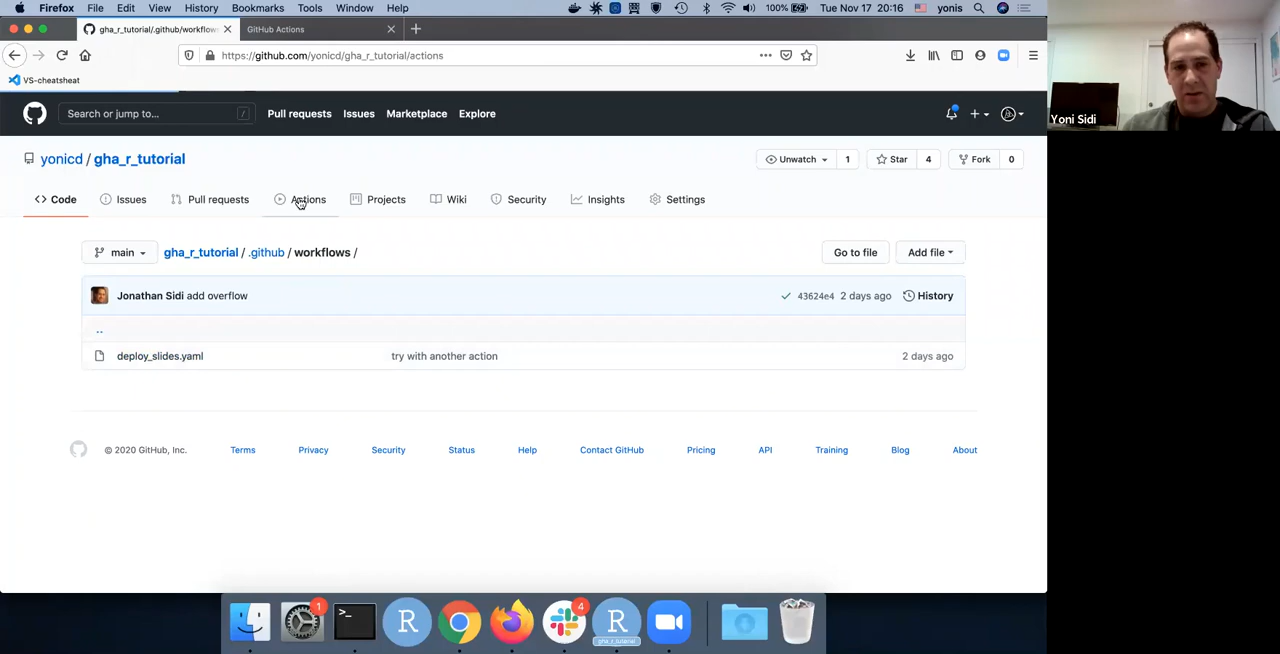 Firefox File Edit View History Bookmarks Tools Window Help 100% Tue Nov 17 20:16 yonis
gha_r_tutorial/.github/workflow GitHub Actions
https://github.com/yonicd/gha_r_tutorial/actions
VS-cheatsheat
Search or jump to... / Pull requests Issues Marketplace Explore
Yoni Sidi
yonicd / gha_r_tutorial Unwatch 1 Star 4 Fork 0
<> Code Issues Pull requests Actions Projects Wiki Security Insights Settings
main gha_r_tutorial / .github / workflows / Go to file Add file
Jonathan Sidi add overflow 43624e4 2 days ago History
..
deploy_slides.yaml try with another action 2 days ago
© 2020 GitHub, Inc. Terms Privacy Security Status Help Contact GitHub Pricing API Training Blog About
1 >_ R 4 R
gha_r_tutorial